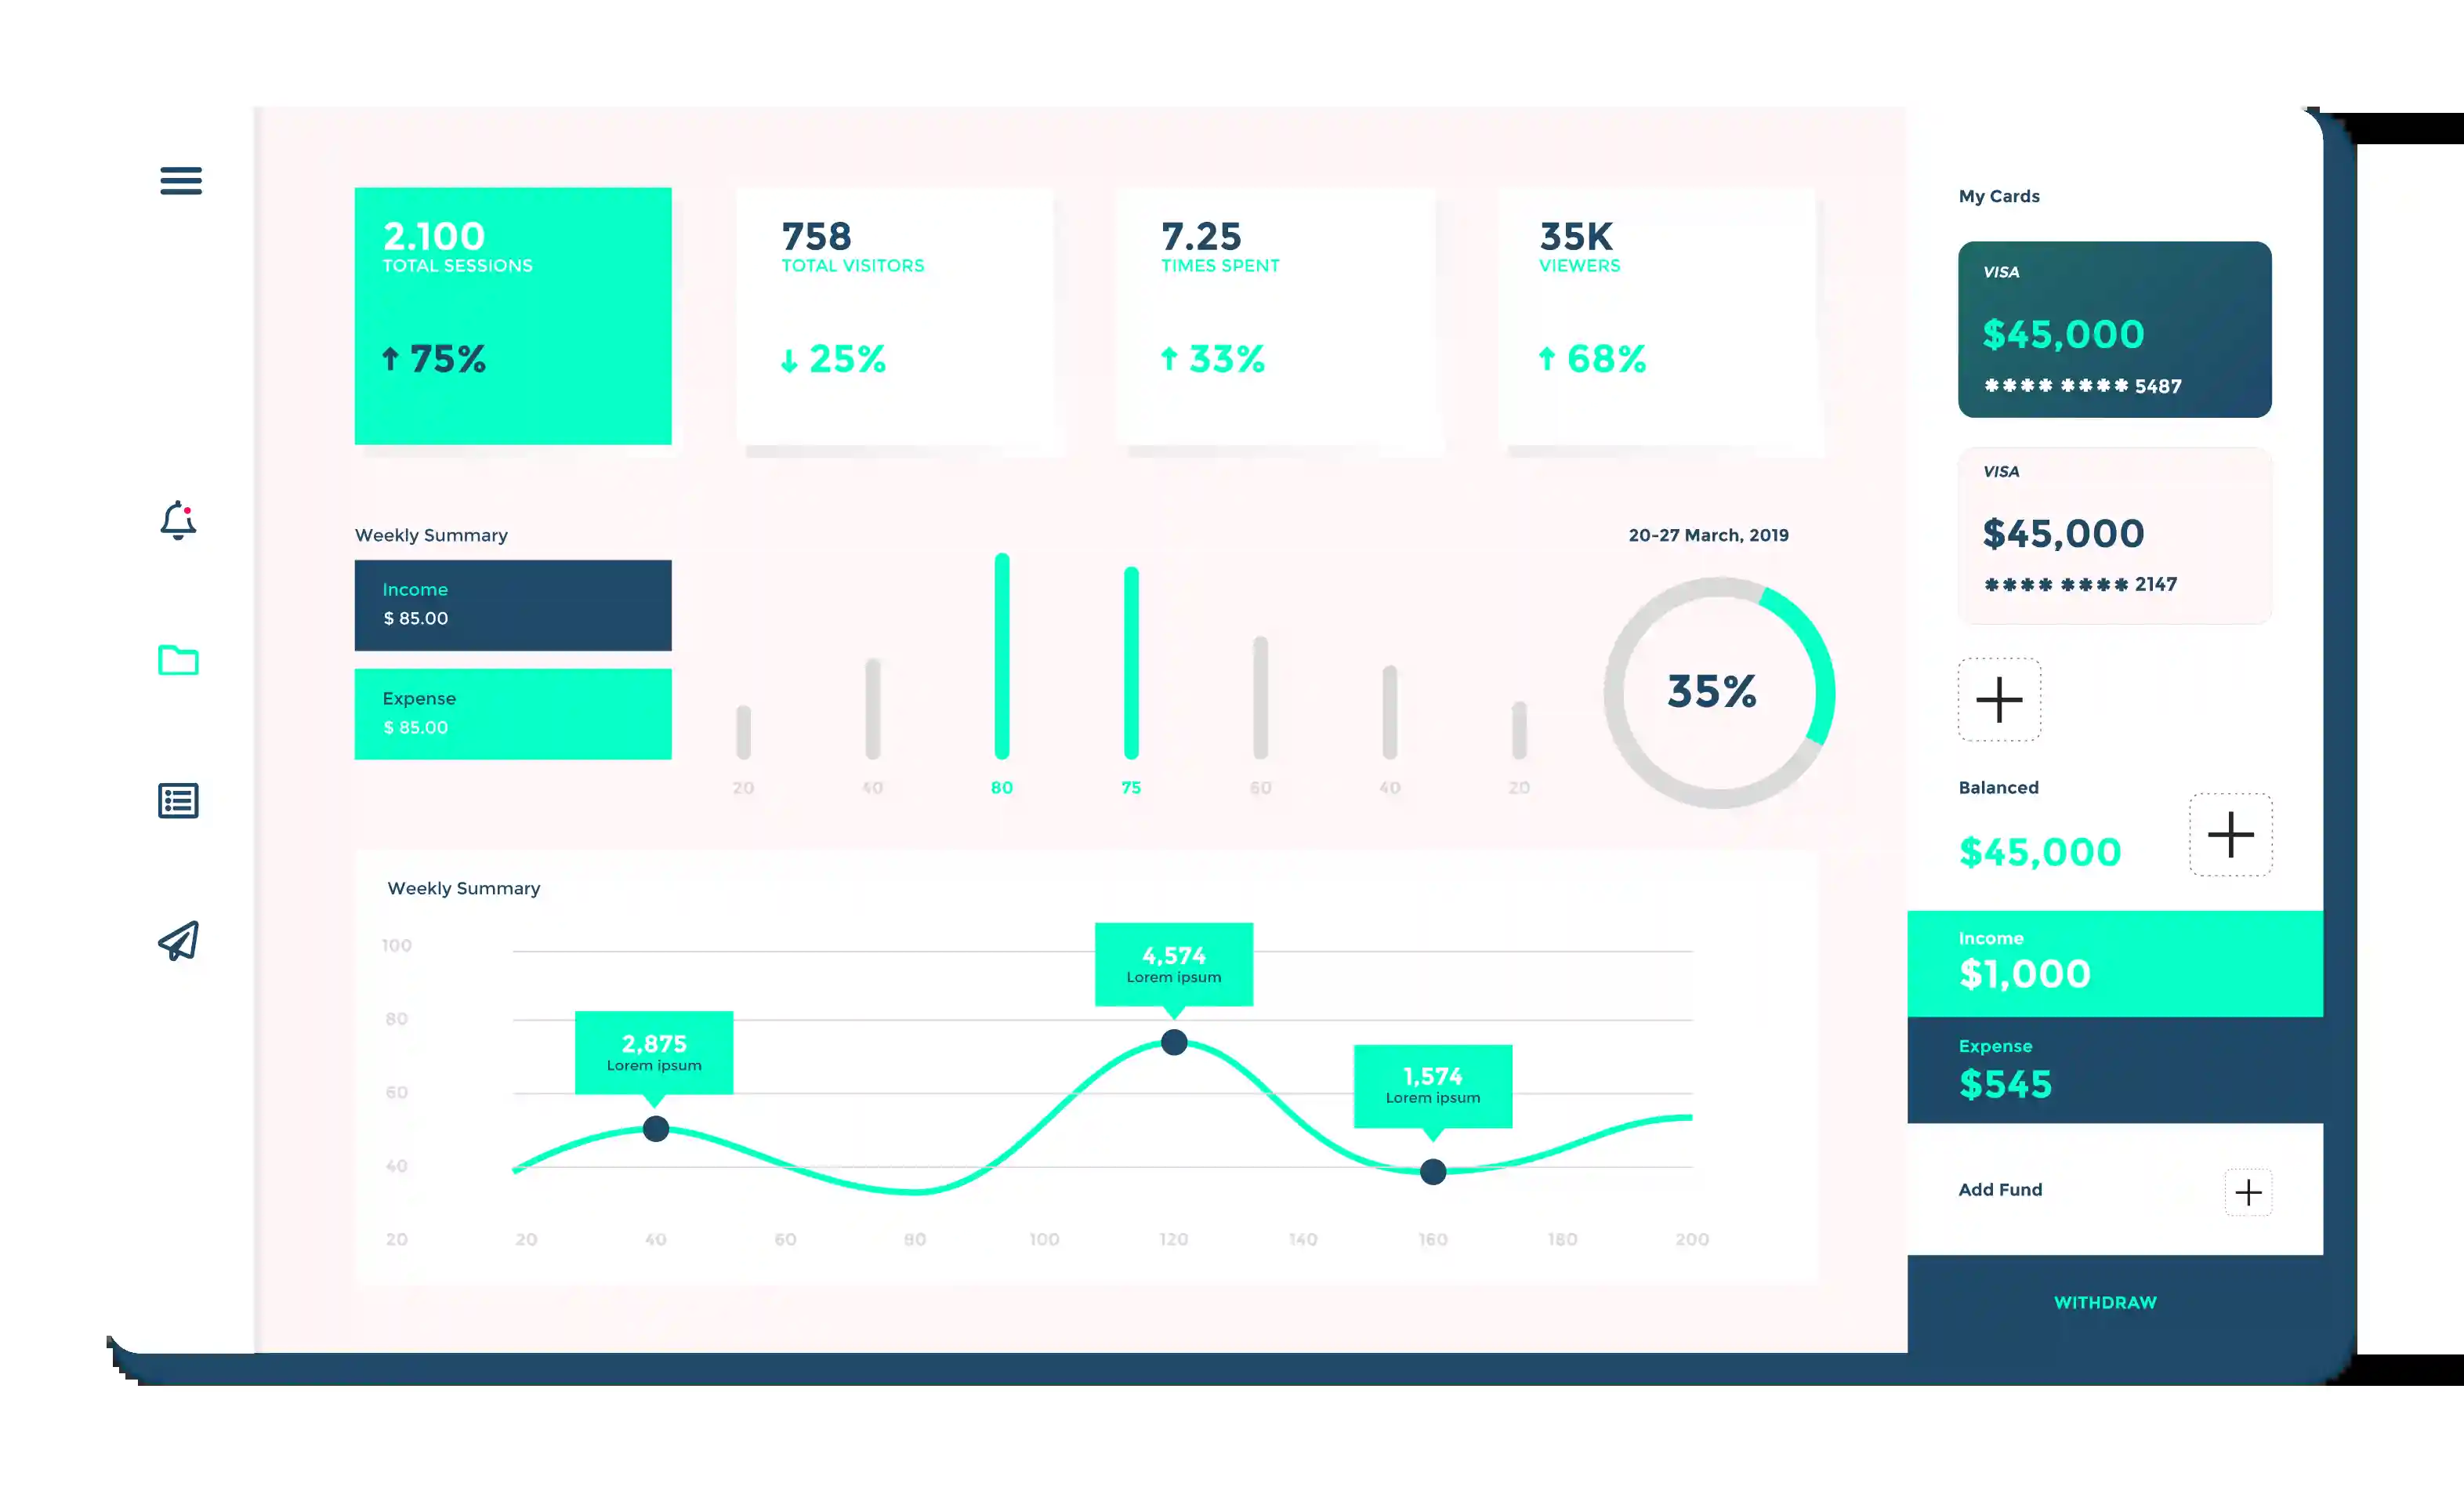 2.100
TOTAL SESSIONS
↑ 75%
758
TOTAL VISITORS
↓ 25%
7.25
TIMES SPENT
↑ 33%
35K
VIEWERS
↑ 68%
Weekly Summary
Income
$ 85.00
Expense
$ 85.00
20 40 80 75 60 40 20
20-27 March, 2019
35%
Weekly Summary
100
80
60
40
20 20 40 60 80 100 120 140 160 180 200
2,875
Lorem ipsum
4,574
Lorem ipsum
1,574
Lorem ipsum
My Cards
VISA
$45,000
**** **** 5487
VISA
$45,000
**** **** 2147
Balanced
$45,000
Income
$1,000
Expense
$545
Add Fund
WITHDRAW